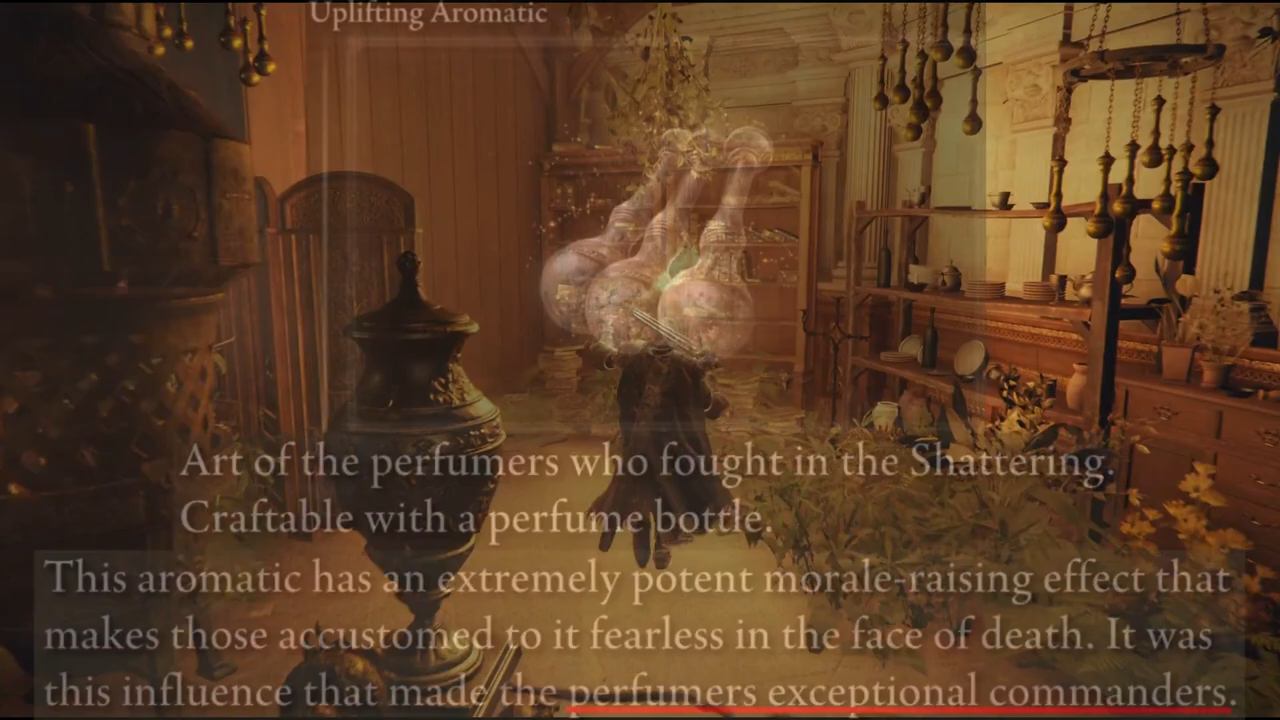 Uplifting Aromatic
Art of the perfumers who fought in the Shattering.
Craftable with a perfume bottle.
This aromatic has an extremely potent morale-raising effect that
makes those accustomed to it fearless in the face of death. It was
this influence that made the perfumers exceptional commanders.